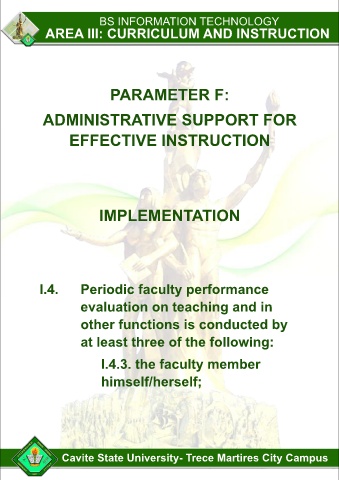 BS INFORMATION TECHNOLOGY
AREA III: CURRICULUM AND INSTRUCTION
PARAMETER F:
ADMINISTRATIVE SUPPORT FOR
EFFECTIVE INSTRUCTION
IMPLEMENTATION
I.4. Periodic faculty performance
evaluation on teaching and in
other functions is conducted by
at least three of the following:
I.4.3. the faculty member
himself/herself;
Cavite State University- Trece Martires City Campus